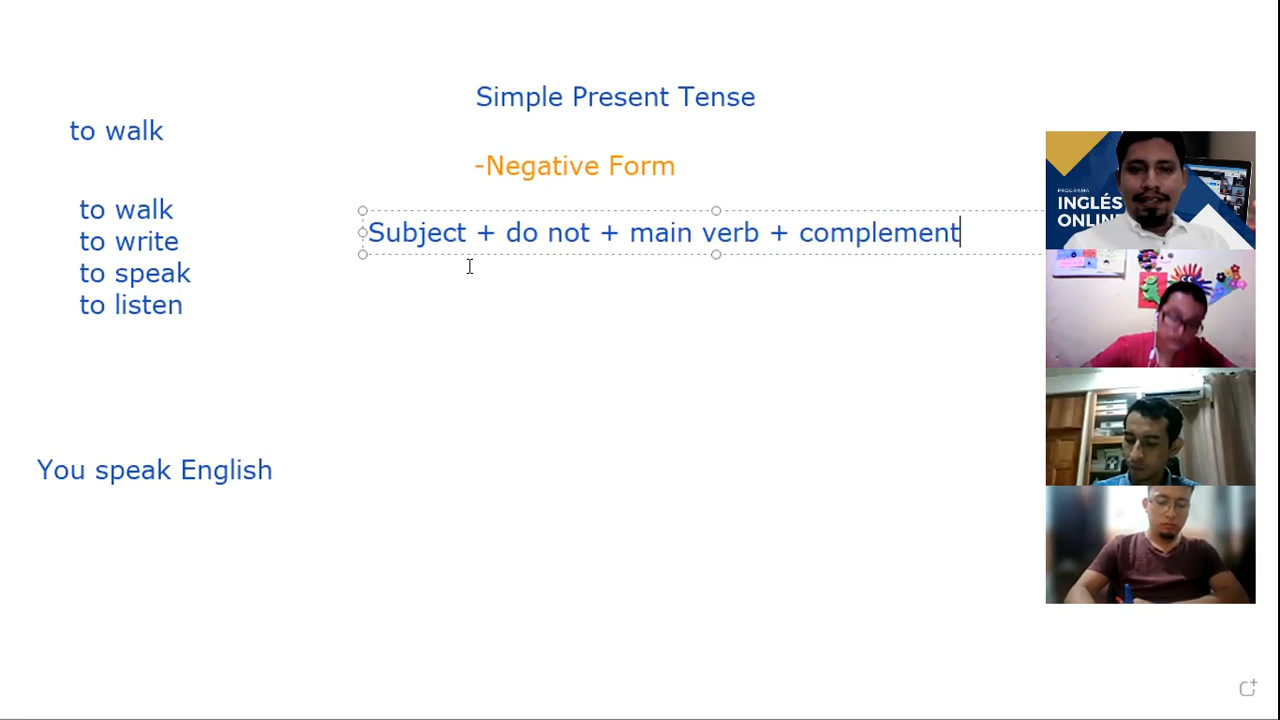 Simple Present Tense
to walk
-Negative Form
to walk
Subject + do not + main verb + complement
to write
to speak
to listen
You speak English
PROGRAMA
INGLÉS